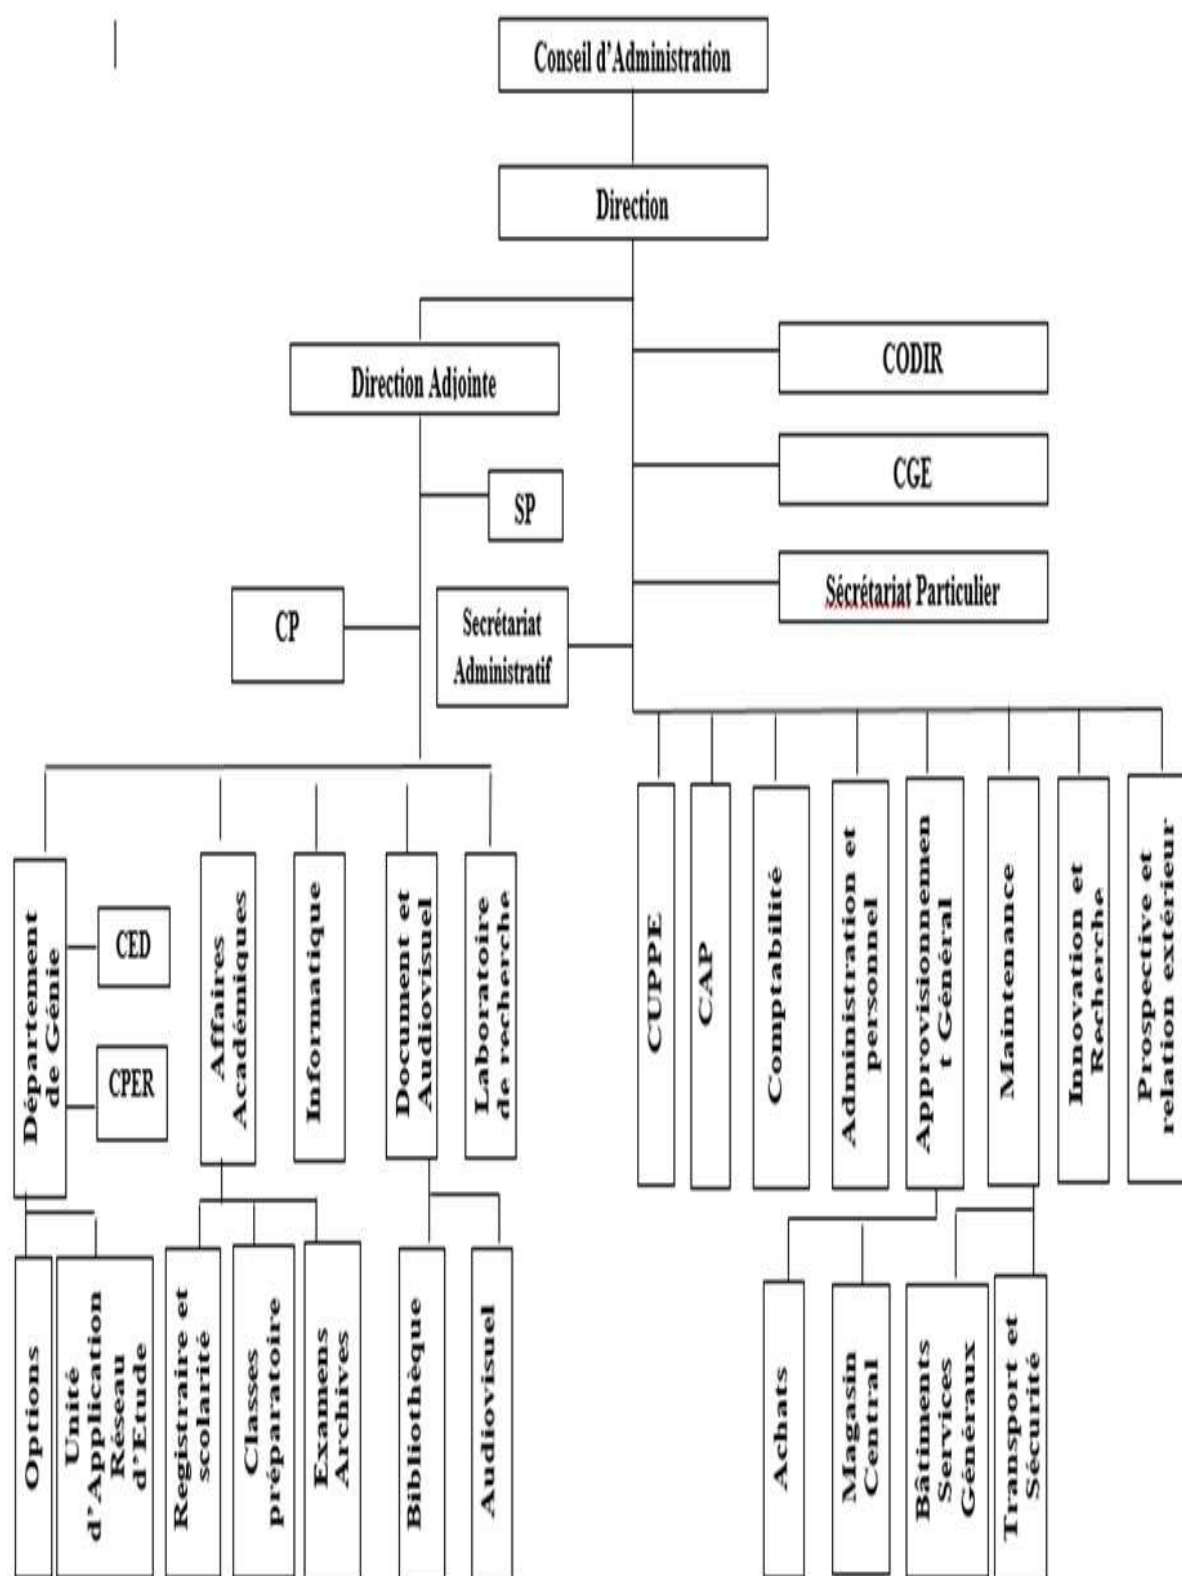 Conseil d'Administration
Direction
Direction Adjointe
CODIR
CGE
SP
Sécrétariat Particulier
CP
Secrétariat
Administratif
Département
de Génie
CED
CPER
Affaires
Académiques
Informatique
Document et
Audiovisuel
Laboratoire
de recherche
CUPPE
CAP
Comptabilité
Administration et
personnel
Approvisionnemen
t Général
Maintenance
Innovation et
Recherche
Prospective et
relation extérieur
Options
Unité
d'Application
Réseau
d'Etude
Registraire et
scolarité
Classes
préparatoire
Examens
Archives
Bibliothèque
Audiovisuel
Achats
Magasin
Central
Bâtiments
Services
Généraux
Transport et
Sécurité